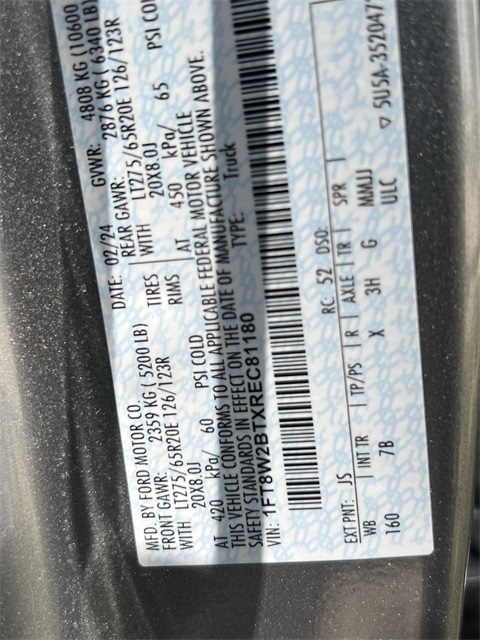 MFD. BY FORD MOTOR CO.
DATE: 02/24 GVWR: 4808 KG (10600
FRONT GAWR: 2359 KG ( 5200 LB) REAR GAWR: 2876 KG ( 6340 LB)
WITH LT275/65R20E 126/123R TIRES WITH LT275/65R20E 126/123R
20X8.0J RIMS 20X8.0J
AT 420 kPa/ 60 PSI COLD AT 450 kPa/ 65 PSI COL
THIS VEHICLE CONFORMS TO ALL APPLICABLE FEDERAL MOTOR VEHICLE
SAFETY STANDARDS IN EFFECT ON THE DATE OF MANUFACTURE SHOWN ABOVE.
VIN: 1FT8W2BTXREC81180 TYPE: Truck
EXT PNT: JS RC: 52 DSO:
WB INT TR TP/PS R AXLE TR SPR
160 7B X 3H G MMJJ
ULC ▽ 5U5A-352047